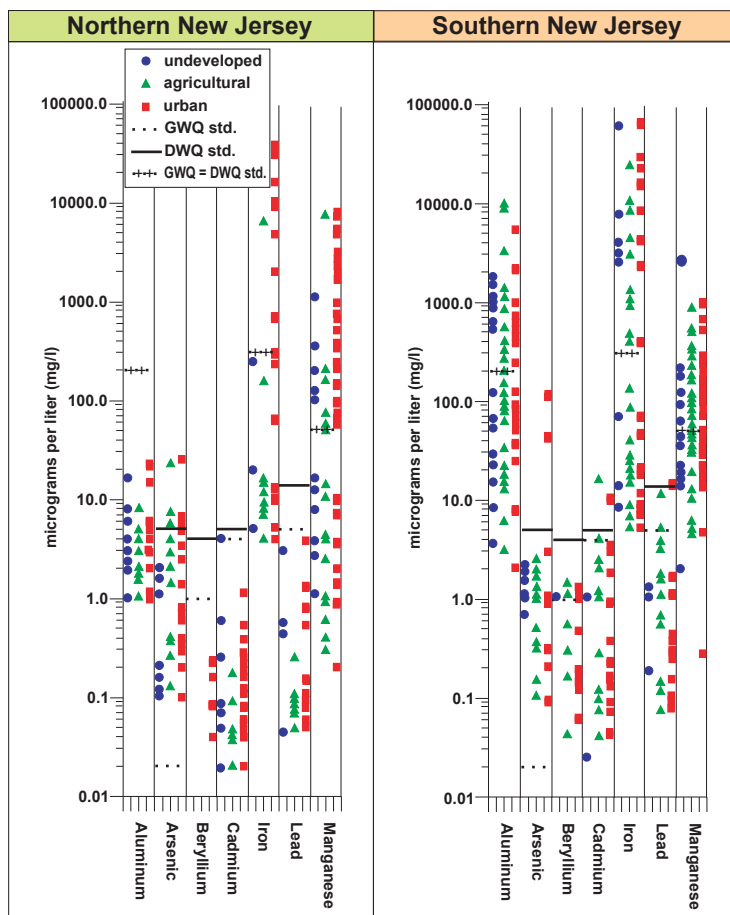 Northern New Jersey
Southern New Jersey
undeveloped
agricultural
urban
GWQ std.
DWQ std.
GWQ = DWQ std.
micrograms per liter (mg/l)
100000.0
10000.0
1000.0
100.0
10.0
1.0
0.1
0.01
Aluminum
Arsenic
Beryllium
Cadmium
Iron
Lead
Manganese
micrograms per liter (mg/l)
100000.0
10000.0
1000.0
100.0
10.0
1.0
0.1
0.01
Aluminum
Arsenic
Beryllium
Cadmium
Iron
Lead
Manganese